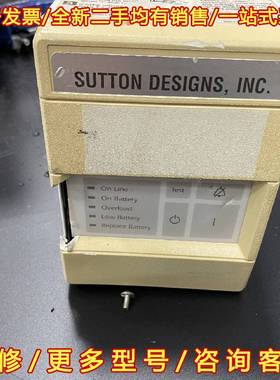 发票/全新二手均有销售/一站式
SUTTON DESIGNS, INC.
On Line
On Battery
Overload
Low Battery
Replace Battery
Test
修/更多型号/咨询客